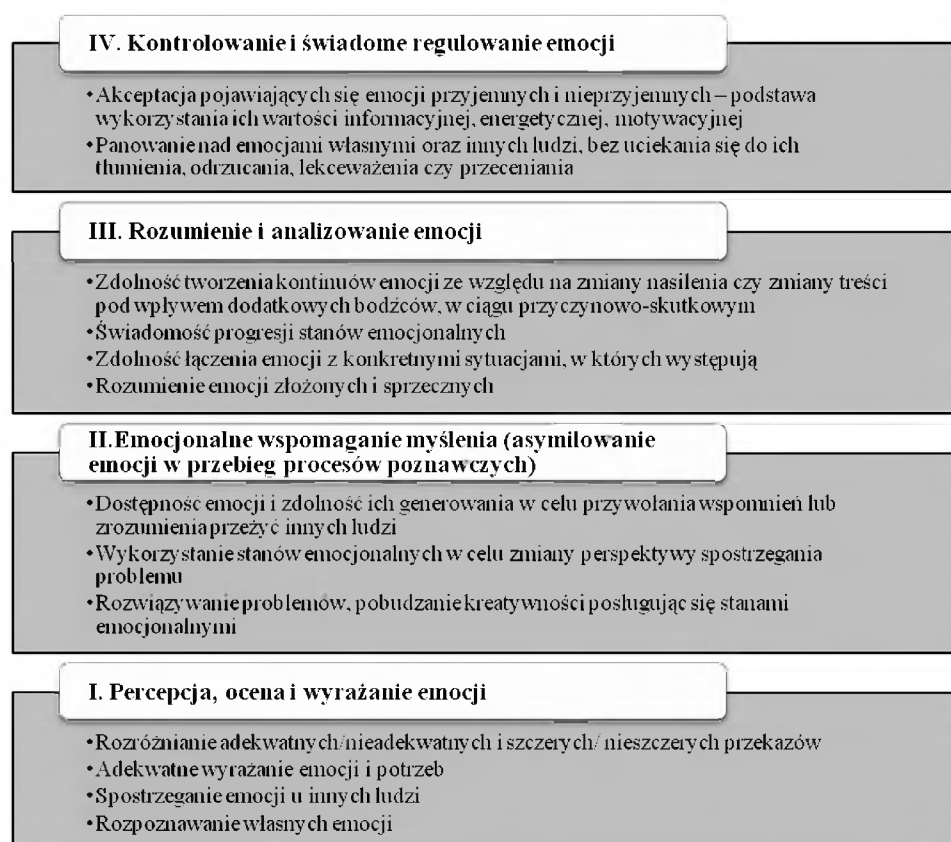 IV. Kontrolowanie i świadome regulowanie emocji
•Akceptacja pojawiających się emocji przyjemnych i nieprzyjemnych – podstawa
wykorzystania ich wartości informacyjnej, energetycznej, motywacyjnej
•Panowanie nad emocjami własnymi oraz innych ludzi, bez uciekania się do ich
tłumienia, odrzucania, lekceważenia czy przeceniania
III. Rozumienie i analizowanie emocji
•Zdolność tworzenia kontinuów emocji ze względu na zmiany nasilenia czy zmiany treści
pod wpływem dodatkowych bodźców, w ciągu przyczynowo-skutkowym
•Świadomość progresji stanów emocjonalnych
•Zdolność łączenia emocji z konkretnymi sytuacjami, w których występują
•Rozumienie emocji złożonych i sprzecznych
II.Emocjonalne wspomaganie myślenia (asymilowanie
emocji w przebieg procesów poznawczych)
•Dostępność emocji i zdolność ich generowania w celu przywołania wspomnień lub
zrozumienia przeżyć innych ludzi
•Wykorzystanie stanów emocjonalnych w celu zmiany perspektywy spostrzegania
problemu
•Rozwiązywanie problemów, pobudzanie kreatywności posługując się stanami
emocjonalnymi
I. Percepcja, ocena i wyrażanie emocji
•Rozróżnianie adekwatnych/nieadekwatnych i szczerych/ nieszczerych przekazów
•Adekwatne wyrażanie emocji i potrzeb
•Spostrzeganie emocji u innych ludzi
•Rozpoznawanie własnych emocji